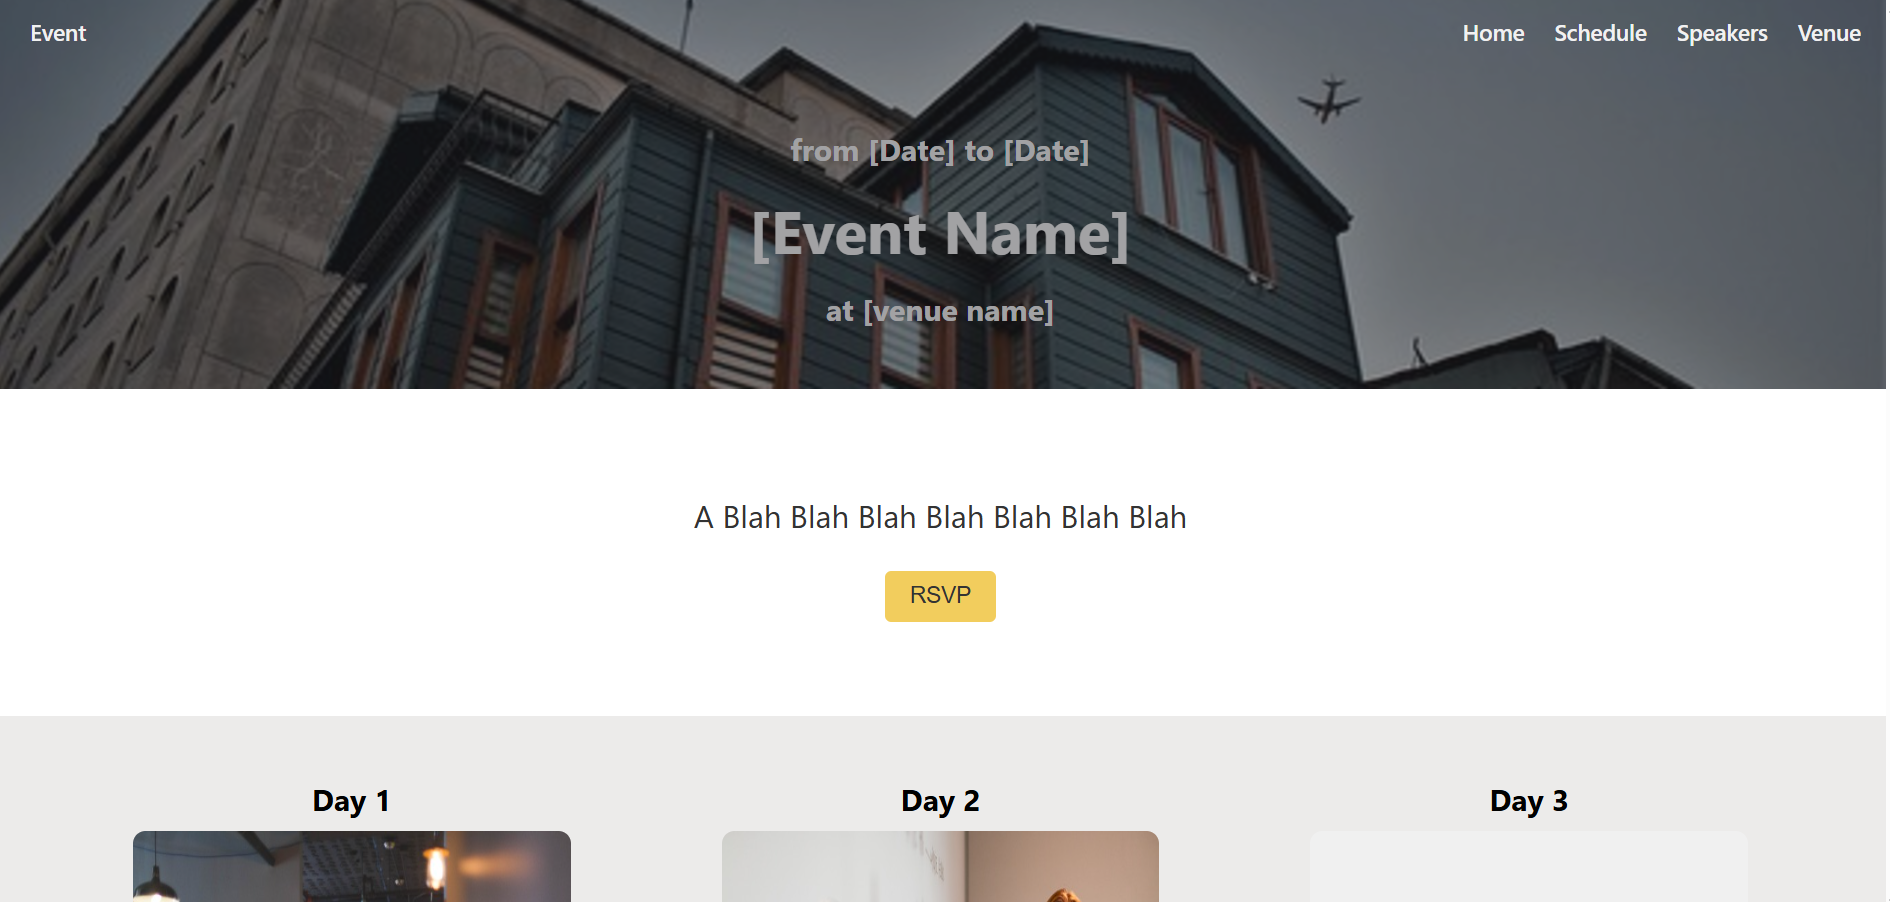 Event
Home Schedule Speakers Venue
from [Date] to [Date]
[Event Name]
at [venue name]
A Blah Blah Blah Blah Blah Blah Blah
RSVP
Day 1
Day 2
Day 3